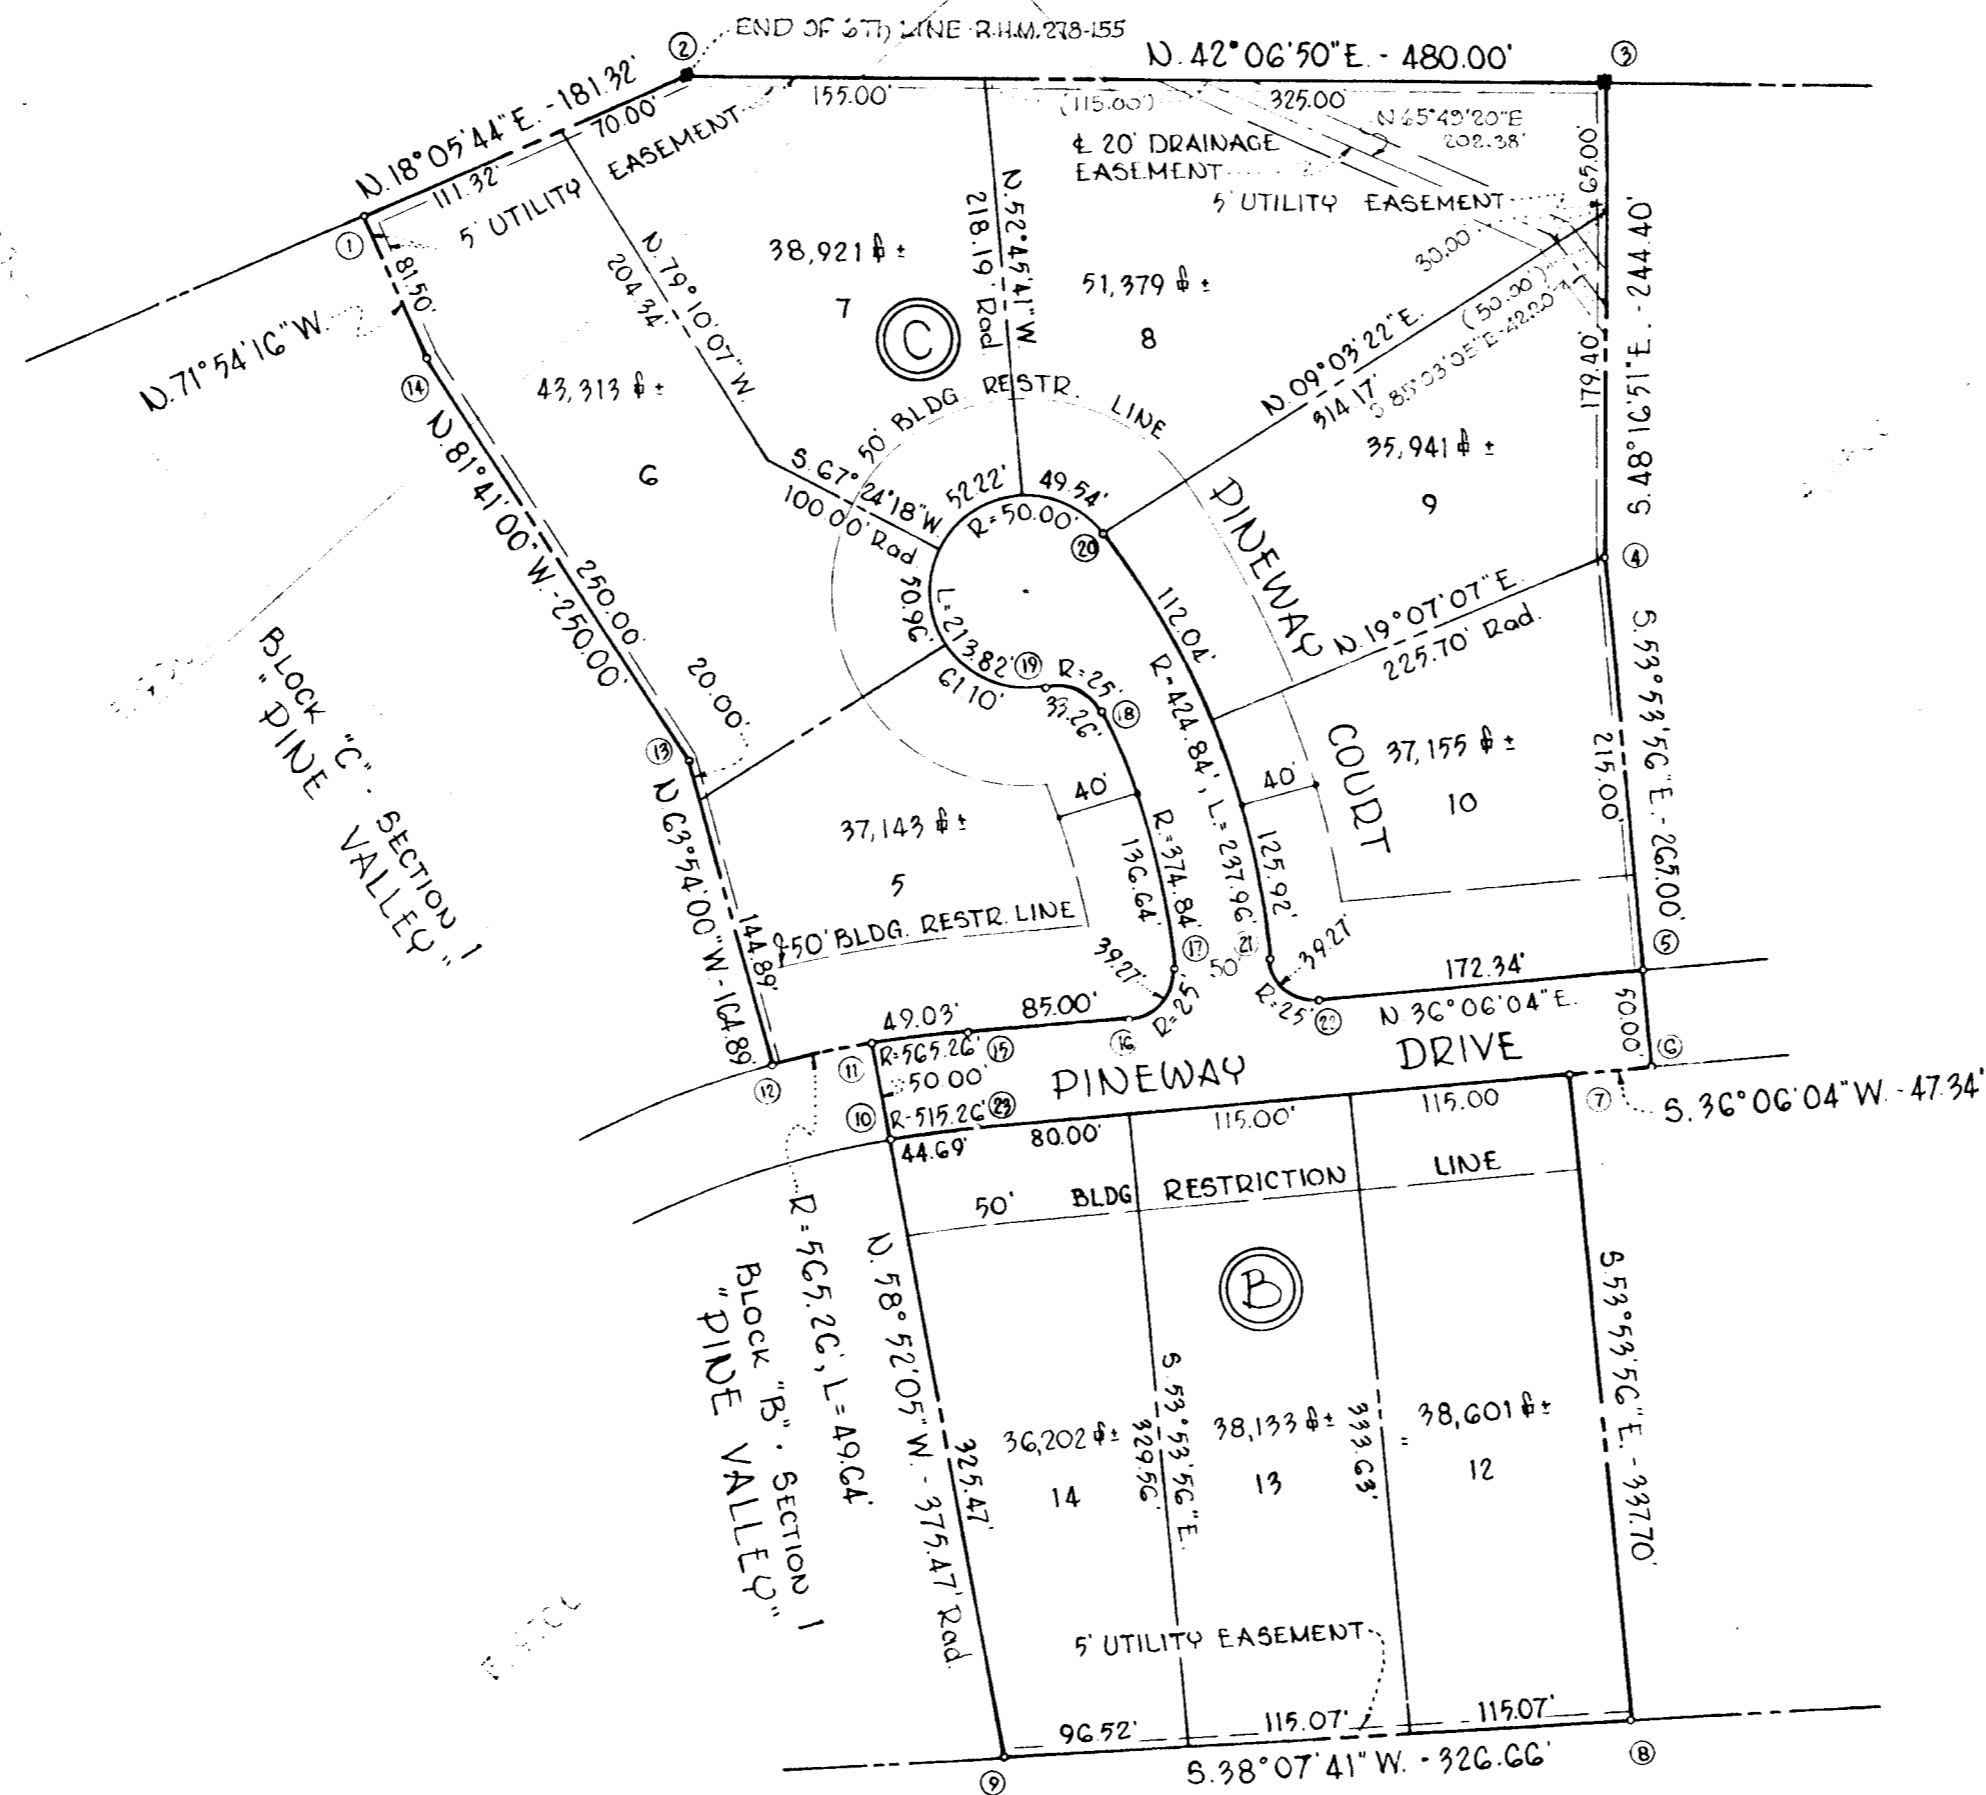 END OF 6Th LINE R.H.M. 278-155
②
N. 42°06'50"E. - 480.00'
③
N. 18°05'44"E. - 181.32'
70.00'
111.32'
5' UTILITY EASEMENT
155.00'
(115.00')
325.00'
N 65°49'20"E
202.38'
℄ 20' DRAINAGE
EASEMENT
5' UTILITY EASEMENT
65.00'
①
81.50'
N. 71°54'16"W.
⑭
N. 79°10'07"W.
204.34'
38,921 ±
7
C
N. 52°45'41"W.
218.19' Rad.
51,379 ±
8
30.00'
(50.00')
S 85°03'05"E-42.20'
N. 09°03'22"E.
314.17'
179.40'
S. 48°16'51"E. - 244.40'
43,313 ±
6
50' BLDG. RESTR. LINE
S. 67°24'18"W.
100.00' Rad
52.22'
49.54'
R=50.00'
⑳
35,941 ±
9
④
N. 81°41'00"W. - 250.00'
250.00'
20.00'
50.96'
L=213.82'
61.10'
⑲
R=25'
33.26'
⑱
112.04'
R=424.84', L=237.96'
PINEWAY
COURT
N. 19°07'07"E.
225.70' Rad.
S. 53°53'56"E. - 265.00'
215.00'
BLOCK "C" · SECTION 1
"PINE VALLEY"
⑬
N. 63°54'00"W. - 164.89'
144.89'
37,143 ±
5
50' BLDG. RESTR. LINE
40'
R=374.84'
136.64'
40'
125.92'
37,155 ±
10
39.27'
R=25'
⑰
50'
㉑
39.27'
R=25'
㉒
172.34'
N. 36°06'04"E.
⑤
50.00'
⑥
49.03'
85.00'
R=565.26'
⑮
⑯
⑪
50.00'
⑫
PINEWAY DRIVE
⑩
R-515.26'
㉓
⑦
S. 36°06'04"W. - 47.34'
44.69'
80.00'
115.00'
115.00
50' BLDG RESTRICTION LINE
B
R=565.26', L=49.64'
BLOCK "B" · SECTION 1
"PINE VALLEY"
N. 58°52'05"W. - 375.47' Rad.
325.47'
36,202 ±
14
S. 53°53'56"E.
329.56'
38,133 ±
13
333.63'
38,601 ±
12
S. 53°53'56"E. - 337.70'
5' UTILITY EASEMENT
96.52'
115.07'
115.07'
S. 38°07'41"W. - 326.66'
⑧
⑨